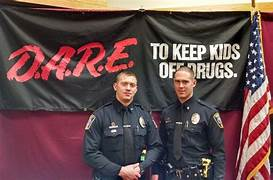 D.A.R.E.
TO KEEP KIDS
OFF DRUGS.